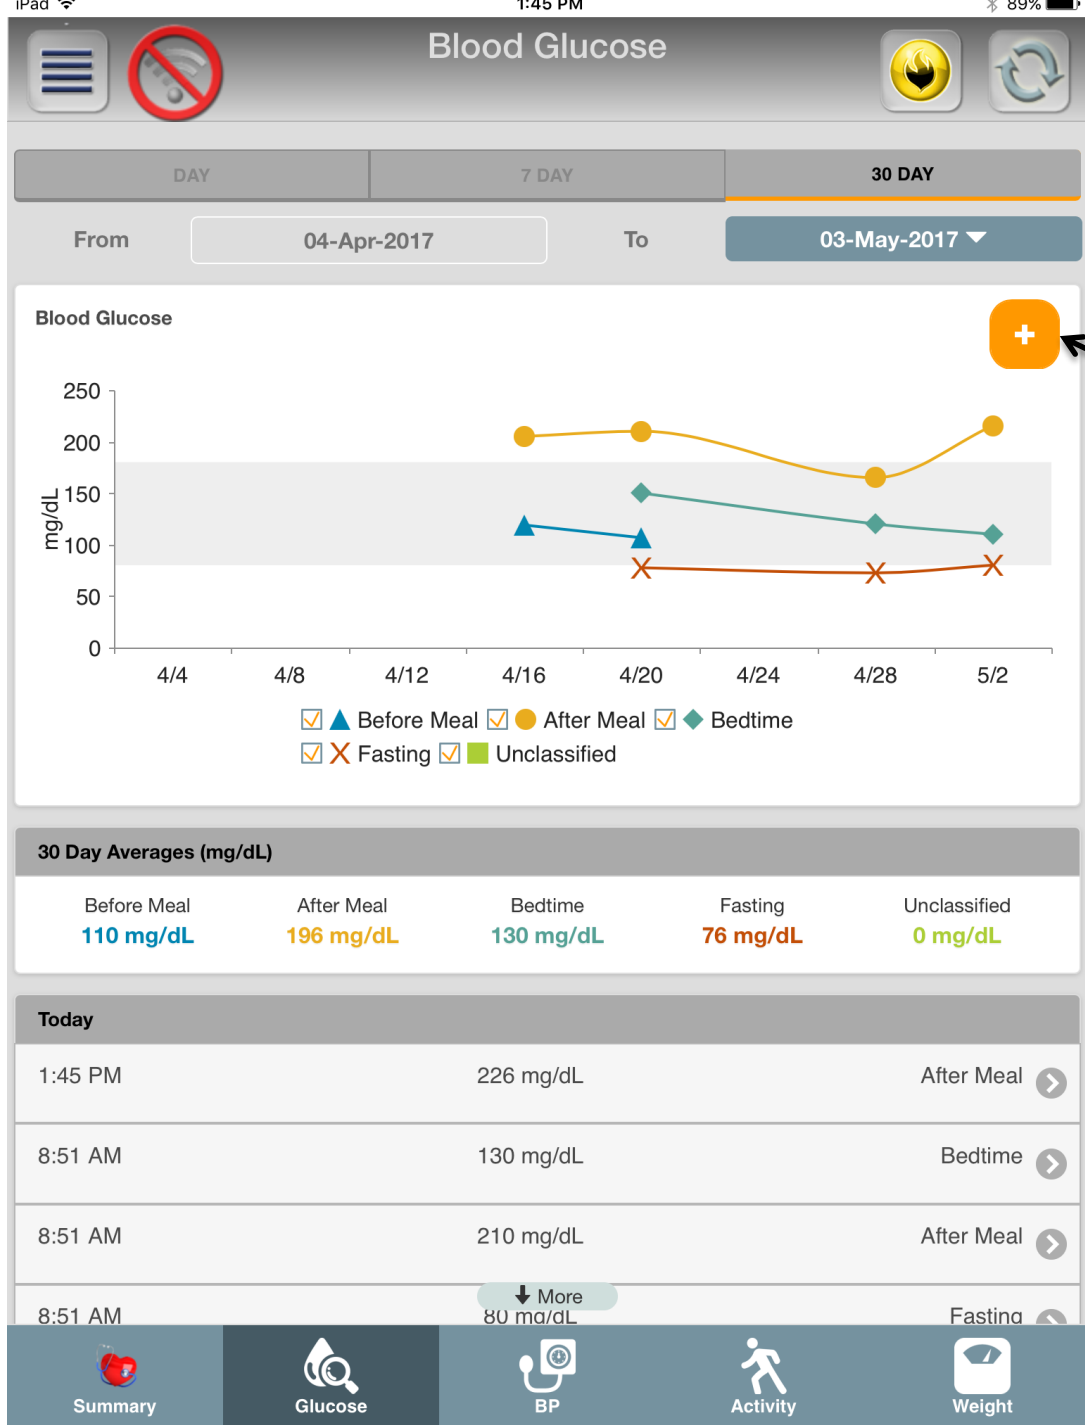 iPad 1:45 PM 89%
Blood Glucose
DAY 7 DAY 30 DAY
From 04-Apr-2017 To 03-May-2017
Blood Glucose
+
250
200
150
100
50
0
mg/dL
4/4 4/8 4/12 4/16 4/20 4/24 4/28 5/2
Before Meal After Meal Bedtime
Fasting Unclassified
30 Day Averages (mg/dL)
Before Meal After Meal Bedtime Fasting Unclassified
110 mg/dL 196 mg/dL 130 mg/dL 76 mg/dL 0 mg/dL
Today
1:45 PM 226 mg/dL After Meal
8:51 AM 130 mg/dL Bedtime
8:51 AM 210 mg/dL After Meal
More
8:51 AM 80 mg/dL Fasting
Summary Glucose BP Activity Weight